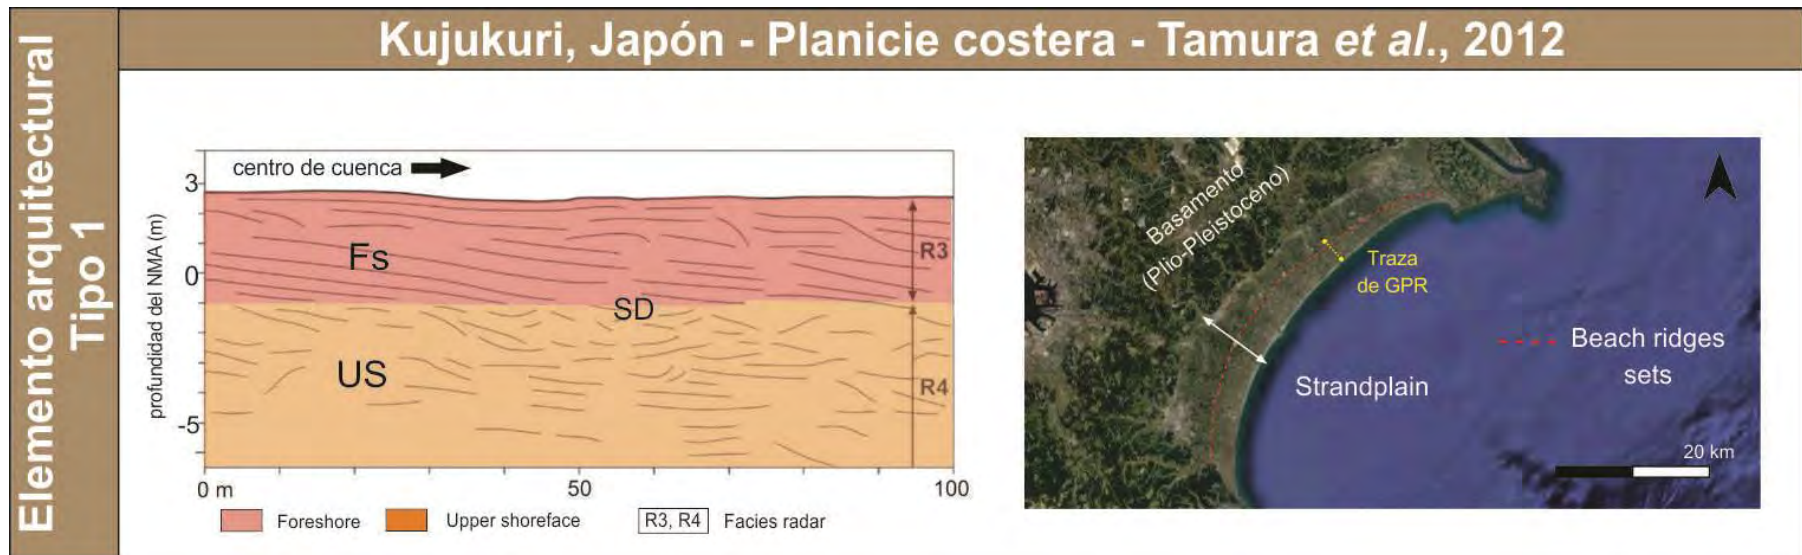 Elemento arquitectural
Tipo 1
Kujukuri, Japón - Planicie costera - Tamura et al., 2012
centro de cuenca
profundidad del NMA (m)
3
0
-5
Fs
SD
US
R3
R4
0 m
50
100
Foreshore
Upper shoreface
R3, R4
Facies radar
Basamento
(Plio-Pleistoceno)
Traza
de GPR
Beach ridges
sets
Strandplain
20 km